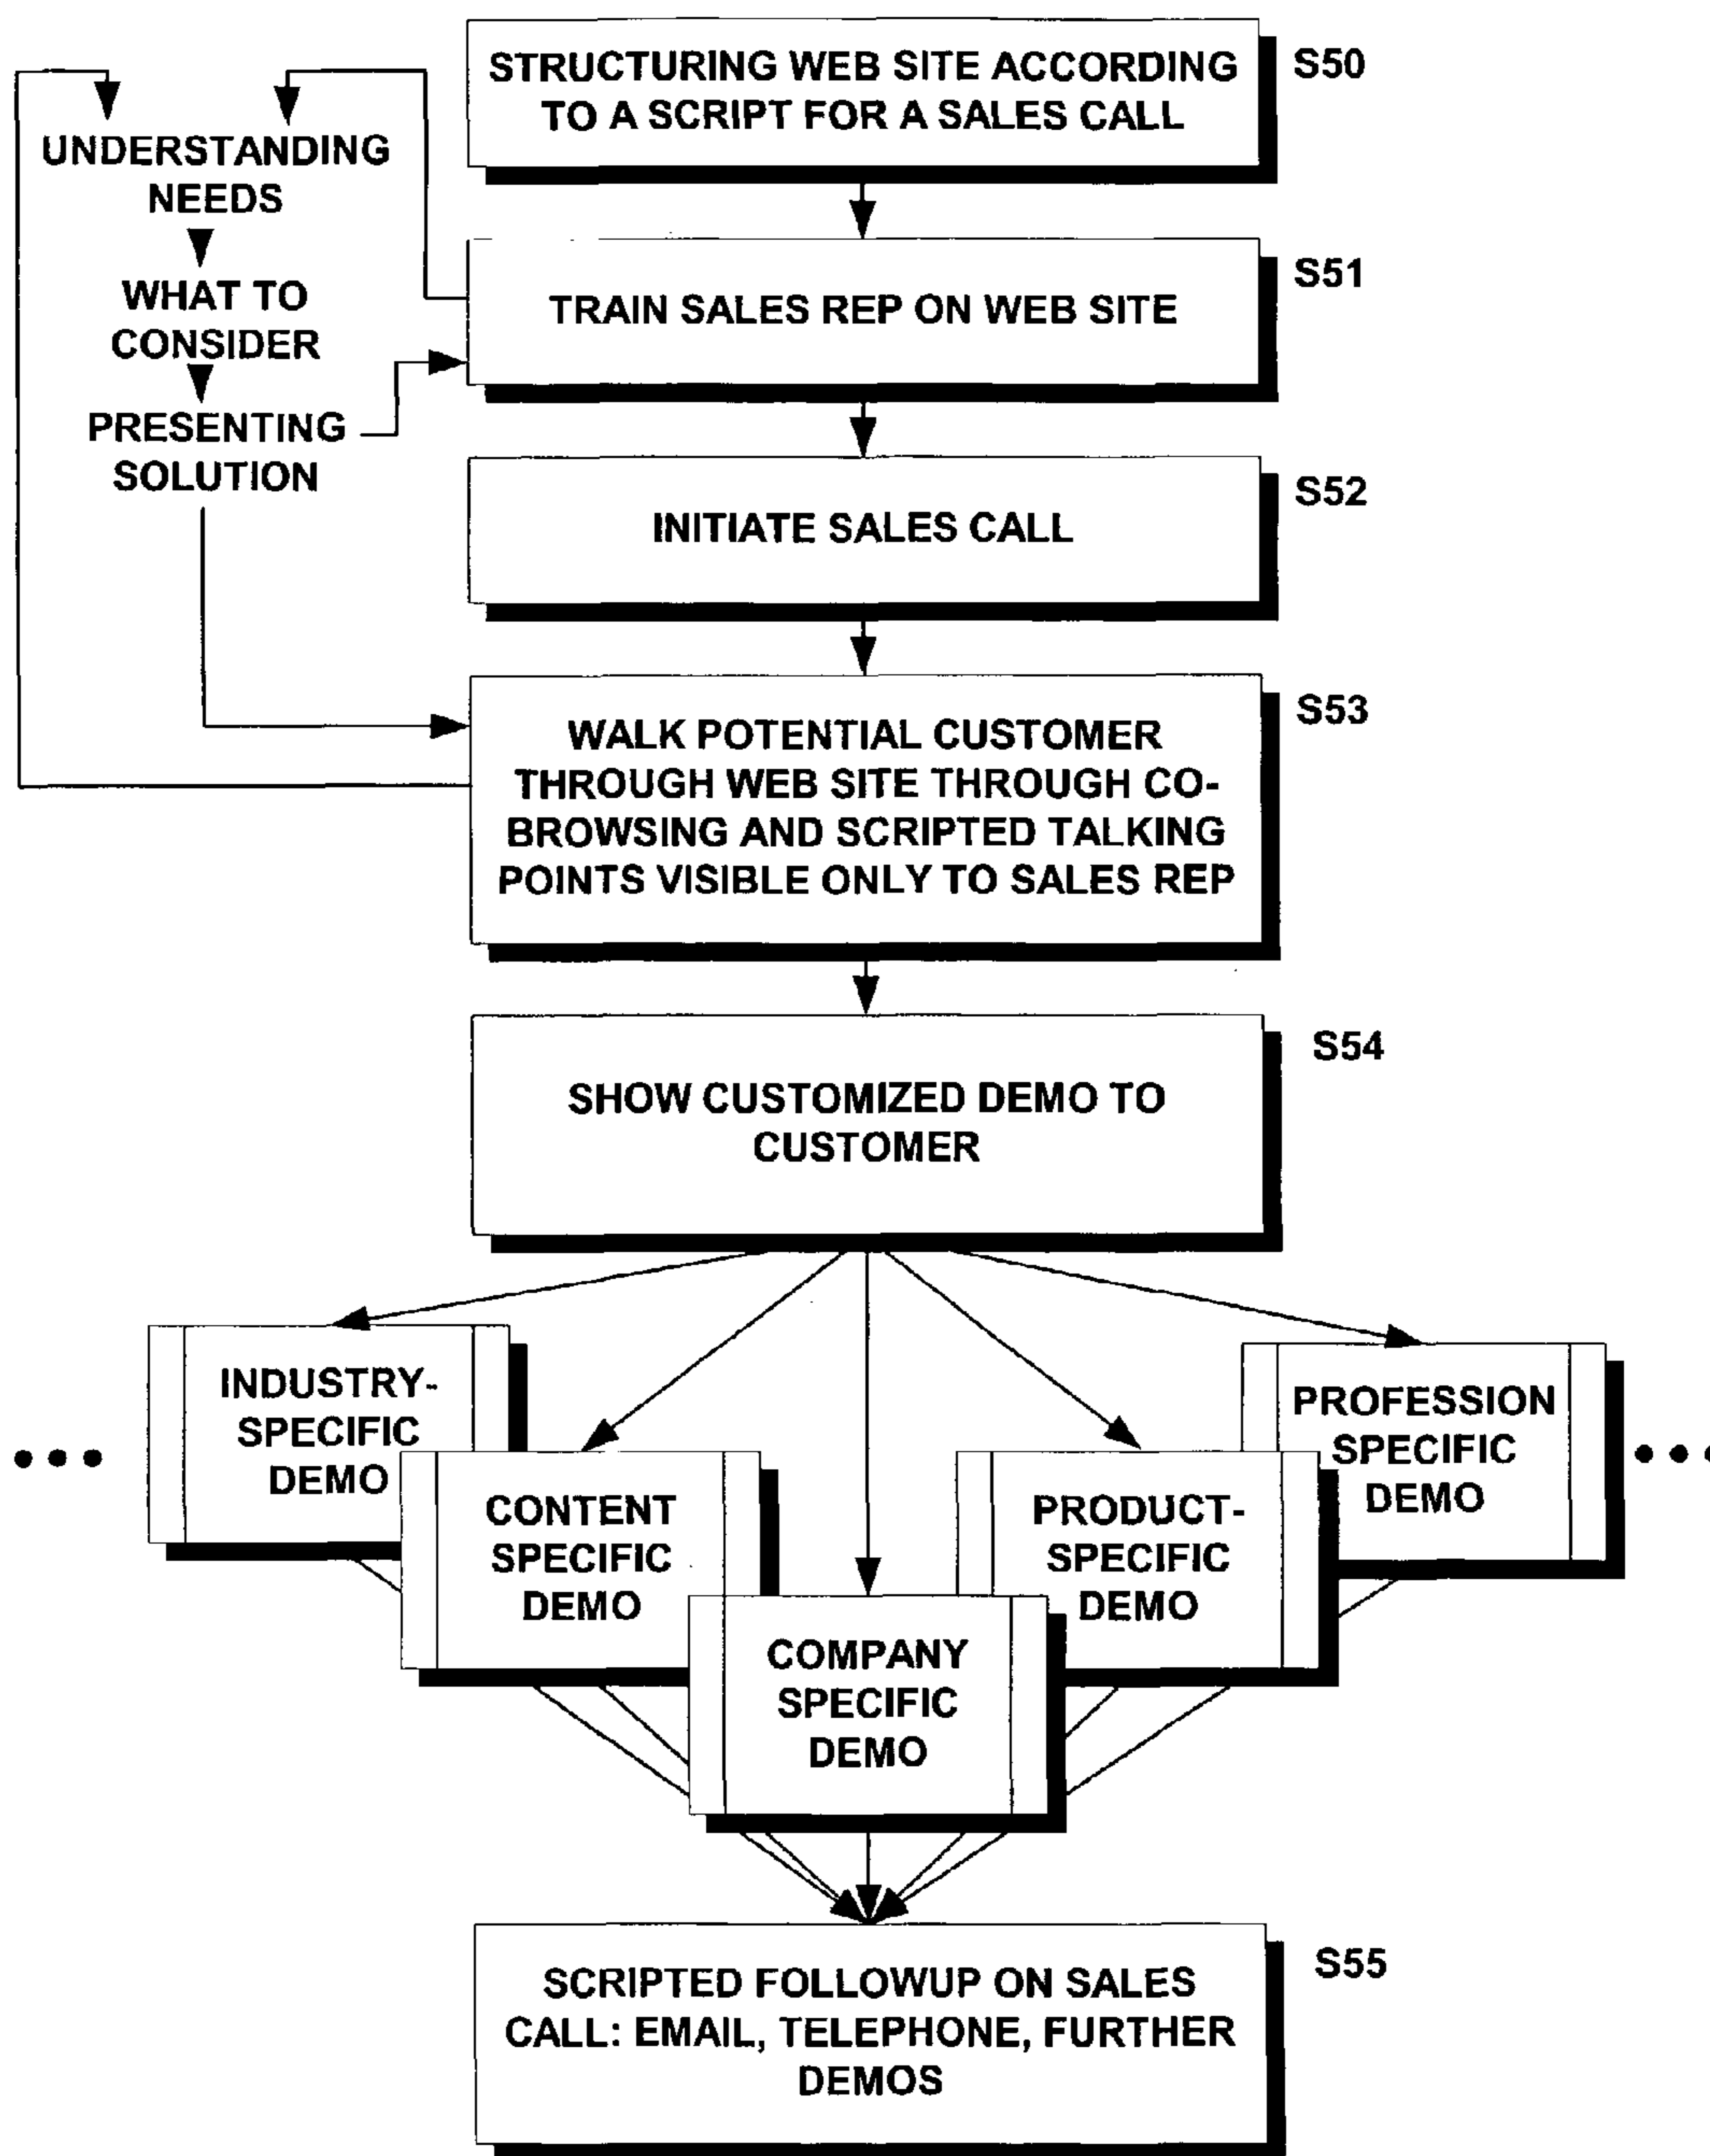 STRUCTURING WEB SITE ACCORDING
TO A SCRIPT FOR A SALES CALL
S50
UNDERSTANDING
NEEDS
WHAT TO
CONSIDER
PRESENTING
SOLUTION
TRAIN SALES REP ON WEB SITE
S51
INITIATE SALES CALL
S52
WALK POTENTIAL CUSTOMER
THROUGH WEB SITE THROUGH CO-
BROWSING AND SCRIPTED TALKING
POINTS VISIBLE ONLY TO SALES REP
S53
SHOW CUSTOMIZED DEMO TO
CUSTOMER
S54
INDUSTRY-
SPECIFIC
DEMO
CONTENT
SPECIFIC
DEMO
COMPANY
SPECIFIC
DEMO
PRODUCT-
SPECIFIC
DEMO
PROFESSION
SPECIFIC
DEMO
SCRIPTED FOLLOWUP ON SALES
CALL: EMAIL, TELEPHONE, FURTHER
DEMOS
S55